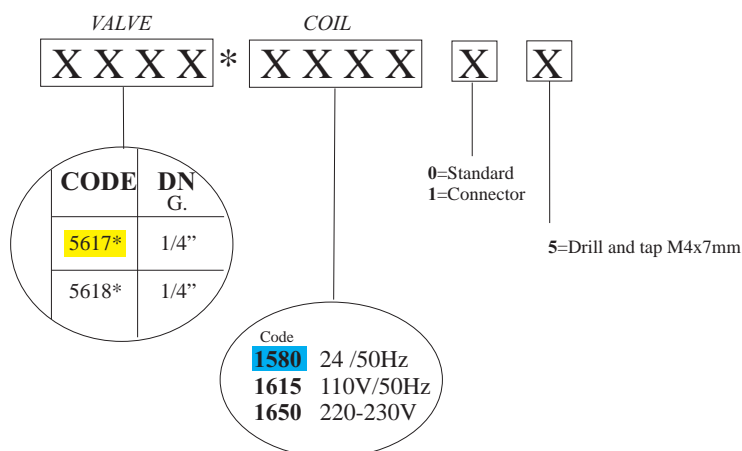 VALVE COIL
X X X X * X X X X X X
CODE DN
G.
5617* 1/4”
5618* 1/4”
0=Standard
1=Connector
5=Drill and tap M4x7mm
Code
1580 24 /50Hz
1615 110V/50Hz
1650 220-230V